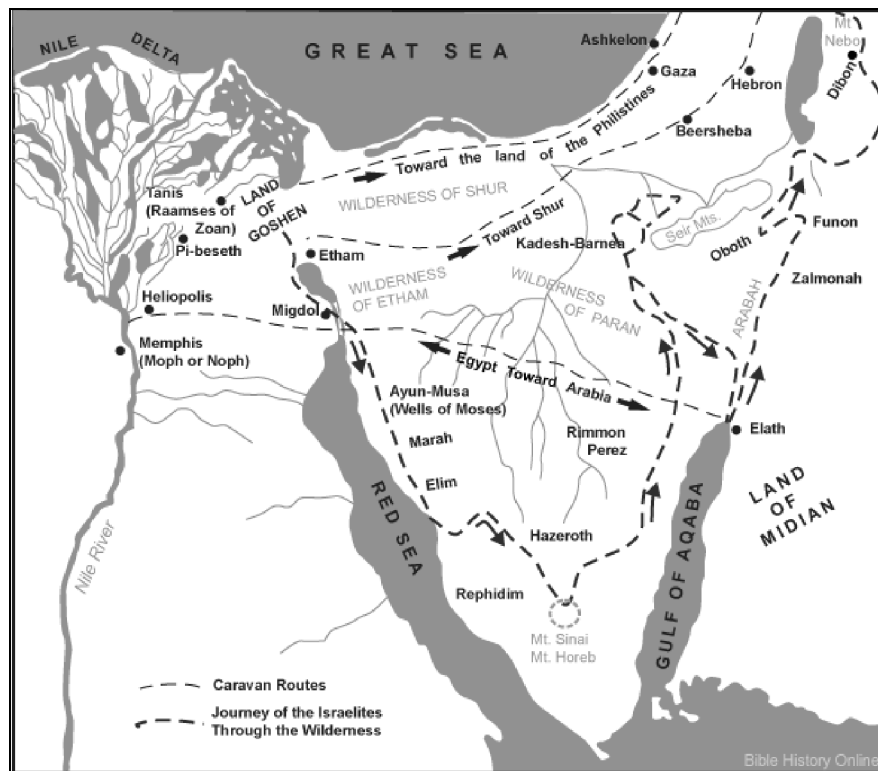 NILE DELTA
GREAT SEA
Ashkelon
Mt.
Nebo
Gaza
Hebron
Dibon
Beersheba
Toward the land of the Philistines
Tanis
(Raamses of
Zoan)
LAND
OF
GOSHEN
WILDERNESS OF SHUR
Toward Shur
Kadesh-Barnea
Seir Mts.
Oboth
Funon
Pi-beseth
Etham
WILDERNESS
OF ETHAM
WILDERNESS
OF PARAN
ARABAH
Zalmonah
Heliopolis
Migdol
Memphis
(Moph or Noph)
Egypt Toward Arabia
Ayun-Musa
(Wells of Moses)
Marah
Rimmon
Perez
Elath
Elim
RED SEA
GULF OF AQABA
LAND
OF
MIDIAN
Nile River
Hazeroth
Rephidim
Mt. Sinai
Mt. Horeb
Caravan Routes
Journey of the Israelites
Through the Wilderness
Bible History Online